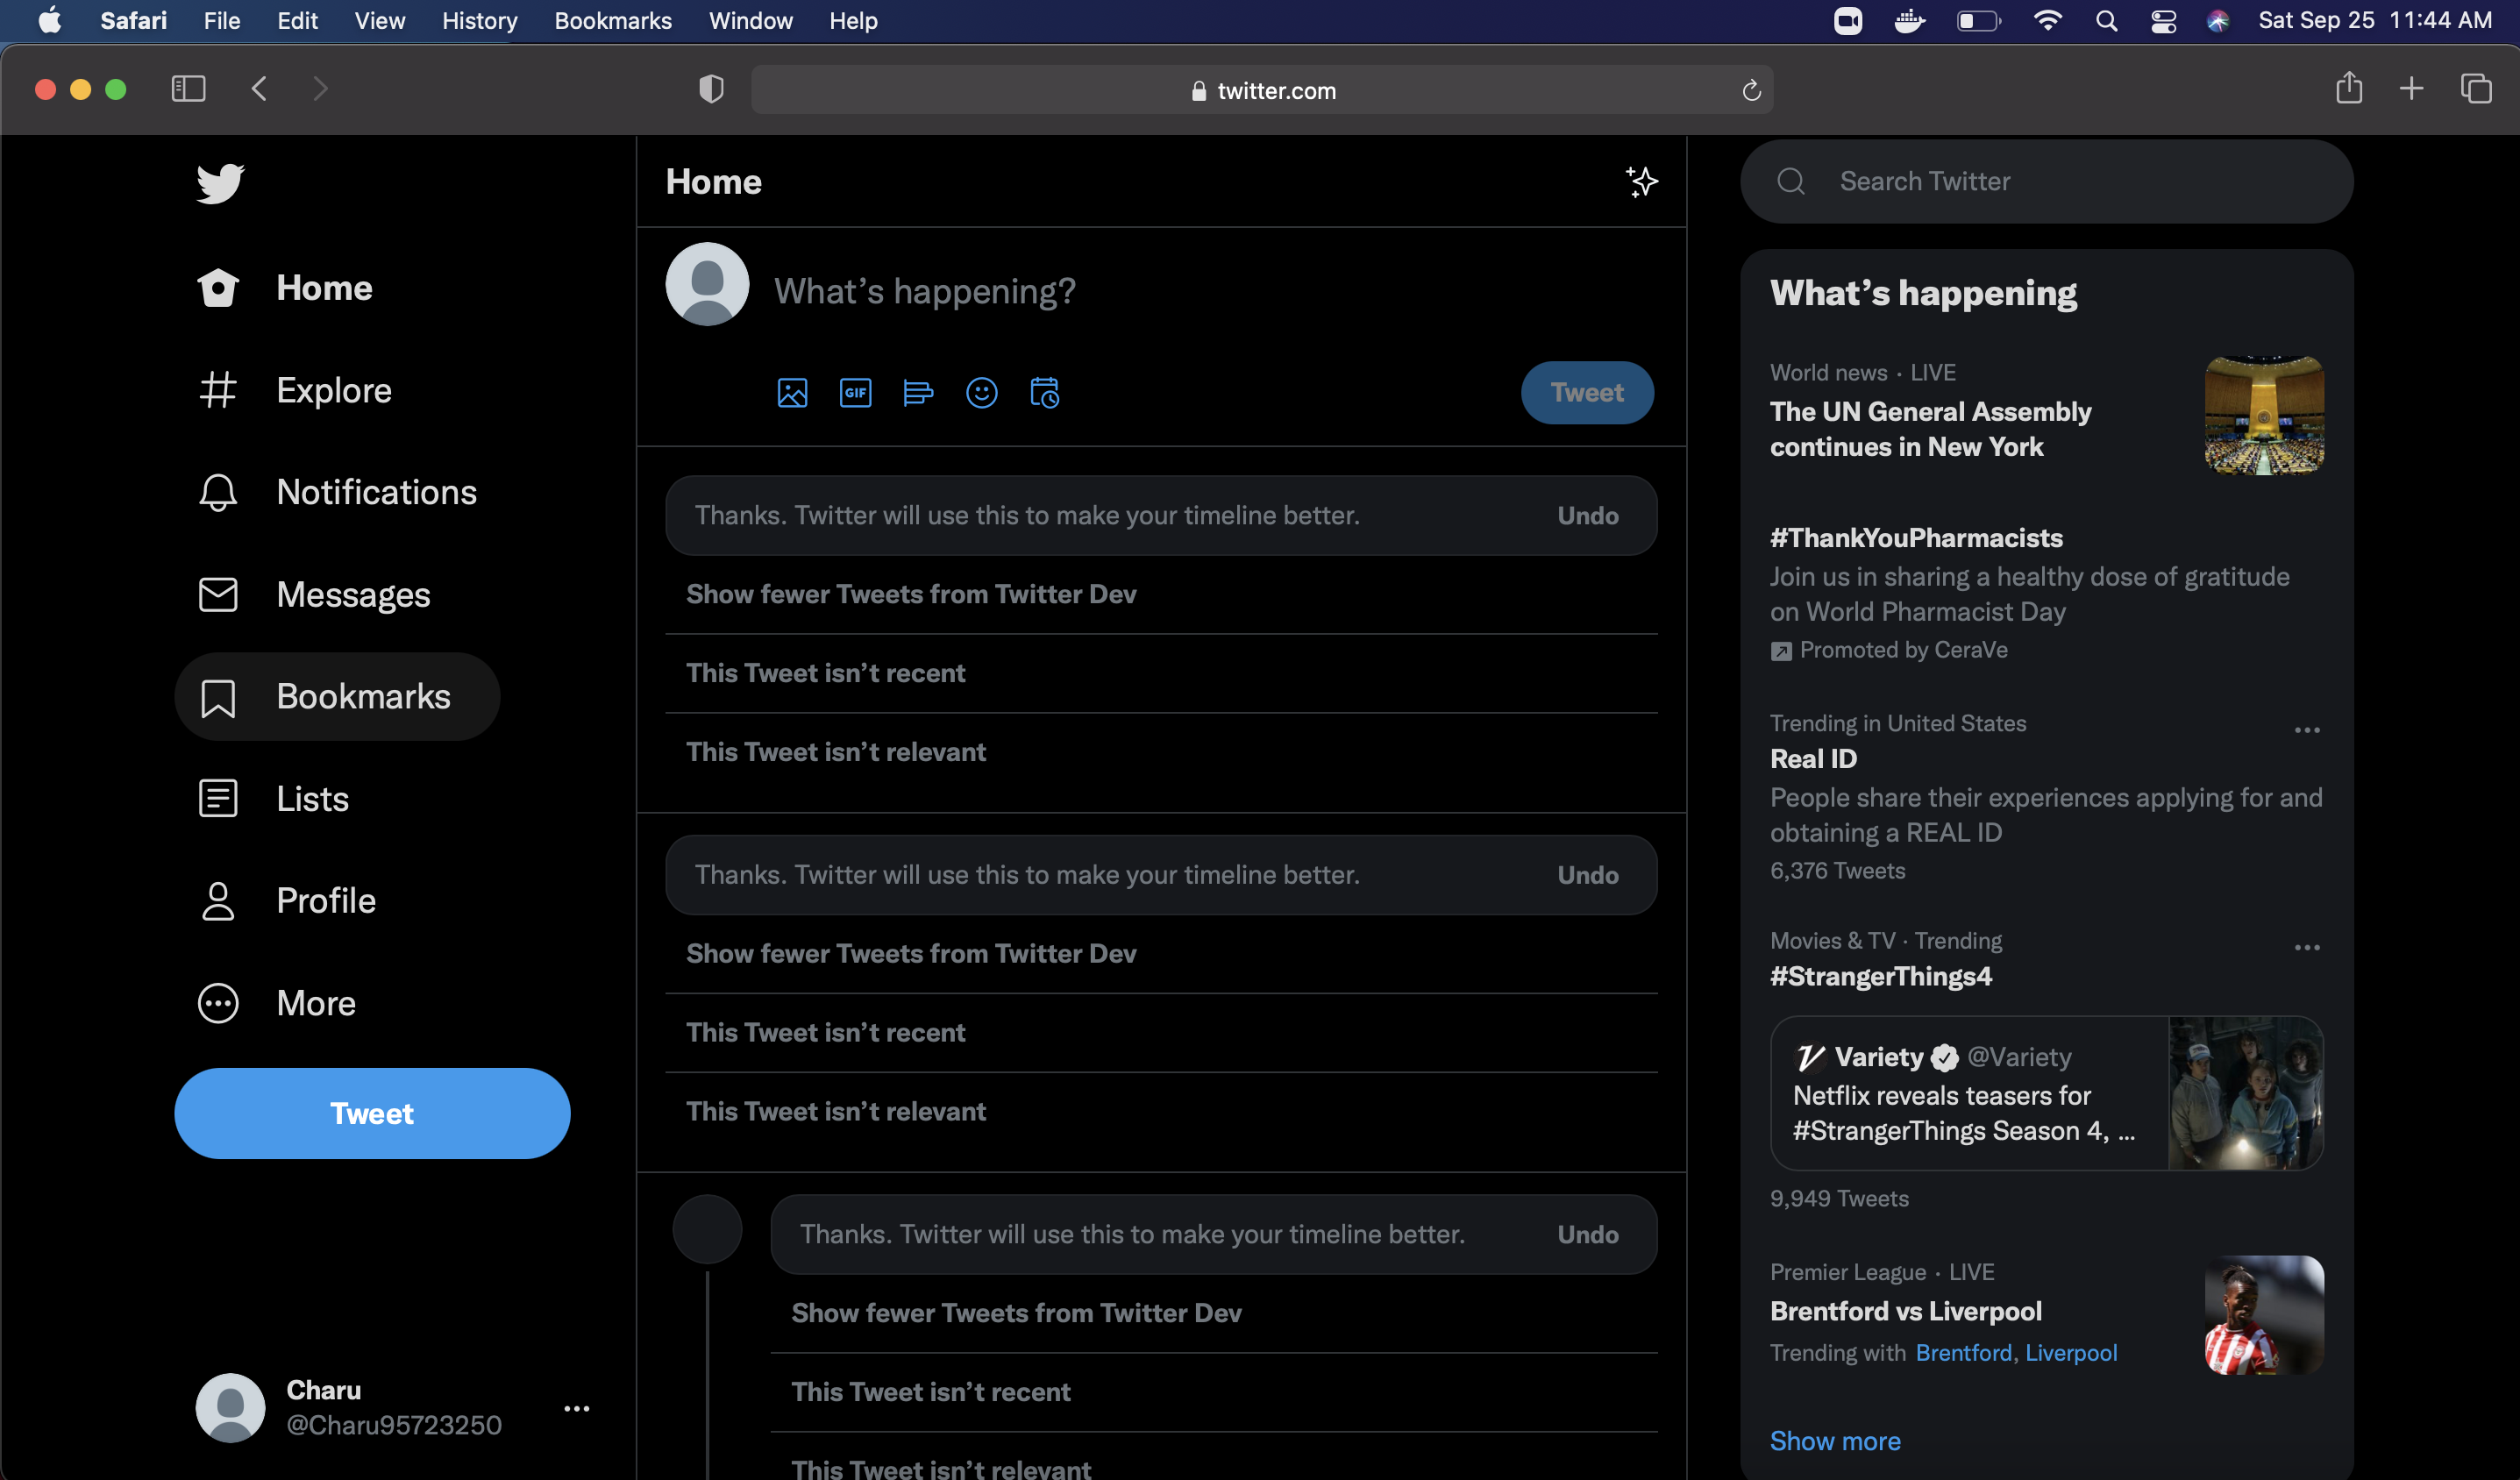 Safari File Edit View History Bookmarks Window Help
Sat Sep 25 11:44 AM
twitter.com
Home
Explore
Notifications
Messages
Bookmarks
Lists
Profile
More
Tweet
Charu
@Charu95723250
Home
What's happening?
GIF
Tweet
Thanks. Twitter will use this to make your timeline better. Undo
Show fewer Tweets from Twitter Dev
This Tweet isn't recent
This Tweet isn't relevant
Thanks. Twitter will use this to make your timeline better. Undo
Show fewer Tweets from Twitter Dev
This Tweet isn't recent
This Tweet isn't relevant
Thanks. Twitter will use this to make your timeline better. Undo
Show fewer Tweets from Twitter Dev
This Tweet isn't recent
This Tweet isn't relevant
Search Twitter
What's happening
World news · LIVE
The UN General Assembly
continues in New York
#ThankYouPharmacists
Join us in sharing a healthy dose of gratitude
on World Pharmacist Day
Promoted by CeraVe
Trending in United States
Real ID
People share their experiences applying for and
obtaining a REAL ID
6,376 Tweets
Movies & TV · Trending
#StrangerThings4
Variety @Variety
Netflix reveals teasers for
#StrangerThings Season 4, ...
9,949 Tweets
Premier League · LIVE
Brentford vs Liverpool
Trending with Brentford, Liverpool
Show more